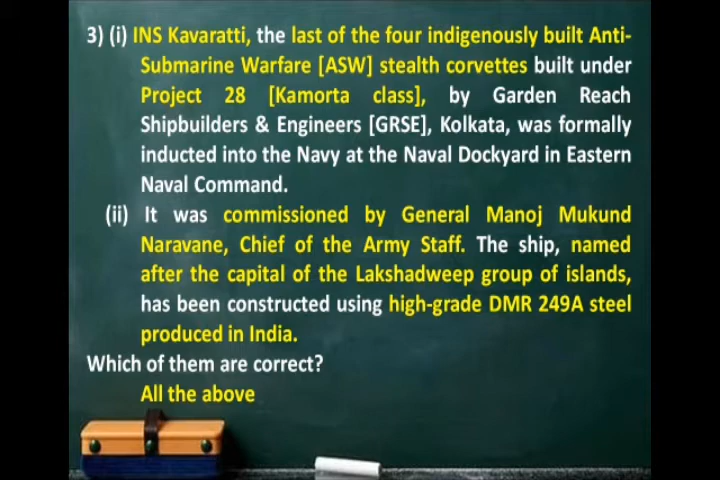 3) (i) INS Kavaratti, the last of the four indigenously built Anti-
Submarine Warfare [ASW] stealth corvettes built under
Project 28 [Kamorta class], by Garden Reach
Shipbuilders & Engineers [GRSE], Kolkata, was formally
inducted into the Navy at the Naval Dockyard in Eastern
Naval Command.
(ii) It was commissioned by General Manoj Mukund
Naravane, Chief of the Army Staff. The ship, named
after the capital of the Lakshadweep group of islands,
has been constructed using high-grade DMR 249A steel
produced in India.
Which of them are correct?
All the above